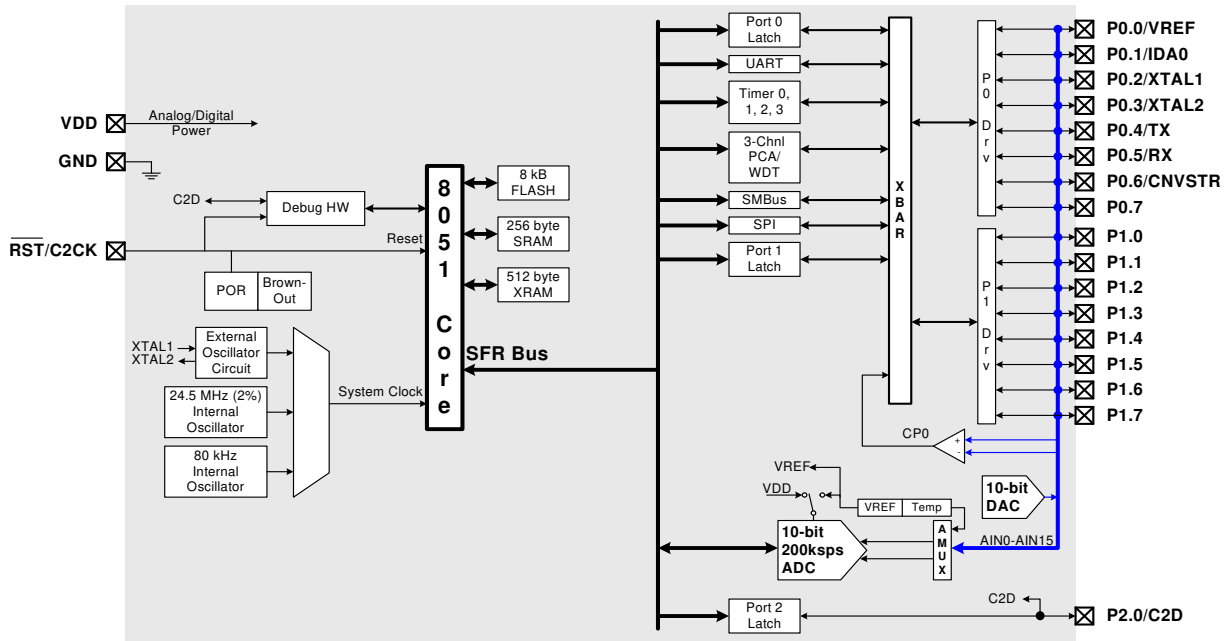 VDD
Analog/Digital
Power
GND
C2D
Debug HW
RST/C2CK
Reset
POR
Brown-
Out
XTAL1
XTAL2
External
Oscillator
Circuit
24.5 MHz (2%)
Internal
Oscillator
80 kHz
Internal
Oscillator
System Clock
8051 Core
8 kB
FLASH
256 byte
SRAM
512 byte
XRAM
SFR Bus
Port 0
Latch
UART
Timer 0,
1, 2, 3
3-Chnl
PCA/
WDT
SMBus
SPI
Port 1
Latch
XBAR
P0 Drv
P1 Drv
P0.0/VREF
P0.1/IDA0
P0.2/XTAL1
P0.3/XTAL2
P0.4/TX
P0.5/RX
P0.6/CNVSTR
P0.7
P1.0
P1.1
P1.2
P1.3
P1.4
P1.5
P1.6
P1.7
CP0
+
-
VREF
VDD
VREF
Temp
10-bit
DAC
10-bit
200ksps
ADC
AMUX
AIN0-AIN15
Port 2
Latch
C2D
P2.0/C2D